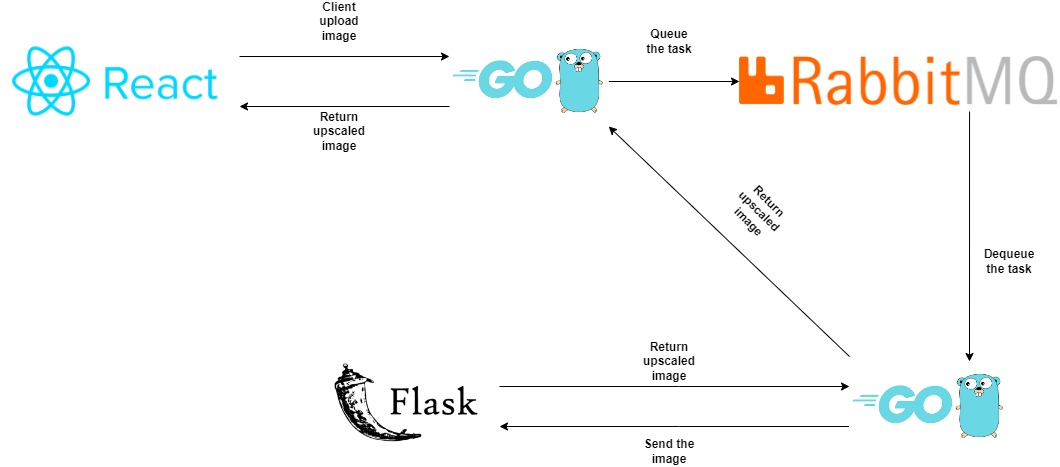 Client
upload
image
React
Return
upscaled
image
GO
Queue
the task
RabbitMQ
Return
upscaled
image
Dequeue
the task
Flask
Return
upscaled
image
Send the
image
GO